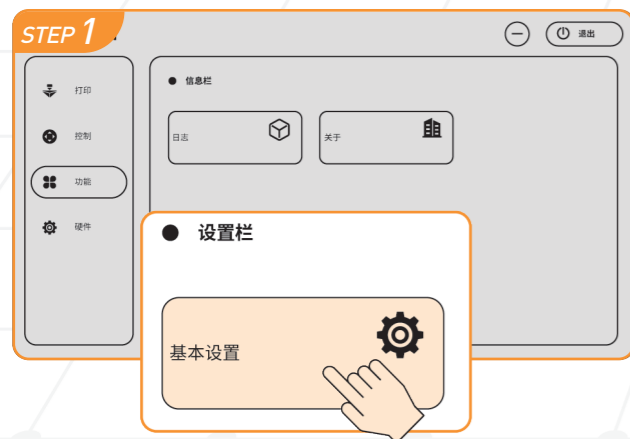 STEP 1
退出
打印
控制
功能
硬件
信息栏
日志
关于
设置栏
基本设置